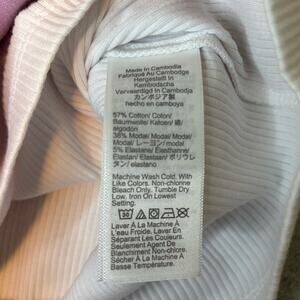 Made In Cambodia
Fabriqué Au Cambodge
Hergestellt In
Kambodscha
Vervaardigd In Cambodja
カンボジア製
hecho en camboya
57% Cotton/ Coton/
Baumwolle/ Katoen/ 綿/
algodón
38% Modal/ Modal/ Modal/
Modal/ レーヨン/ modal
5% Elastane/ Elasthanne/
Elastan/ Elastaan/ ポリウレ
タン/ elastano
Machine Wash Cold, With
Like Colors. Non-chlorine
Bleach Only. Tumble Dry
Low. Iron On Lowest
Setting.
Laver À La Machine À
L'eau Froide. Laver En
Séparant Les Couleurs.
Seulement Agent De
Blanchiment Non-chlore.
Sécher À La Machine À
Basse Température.